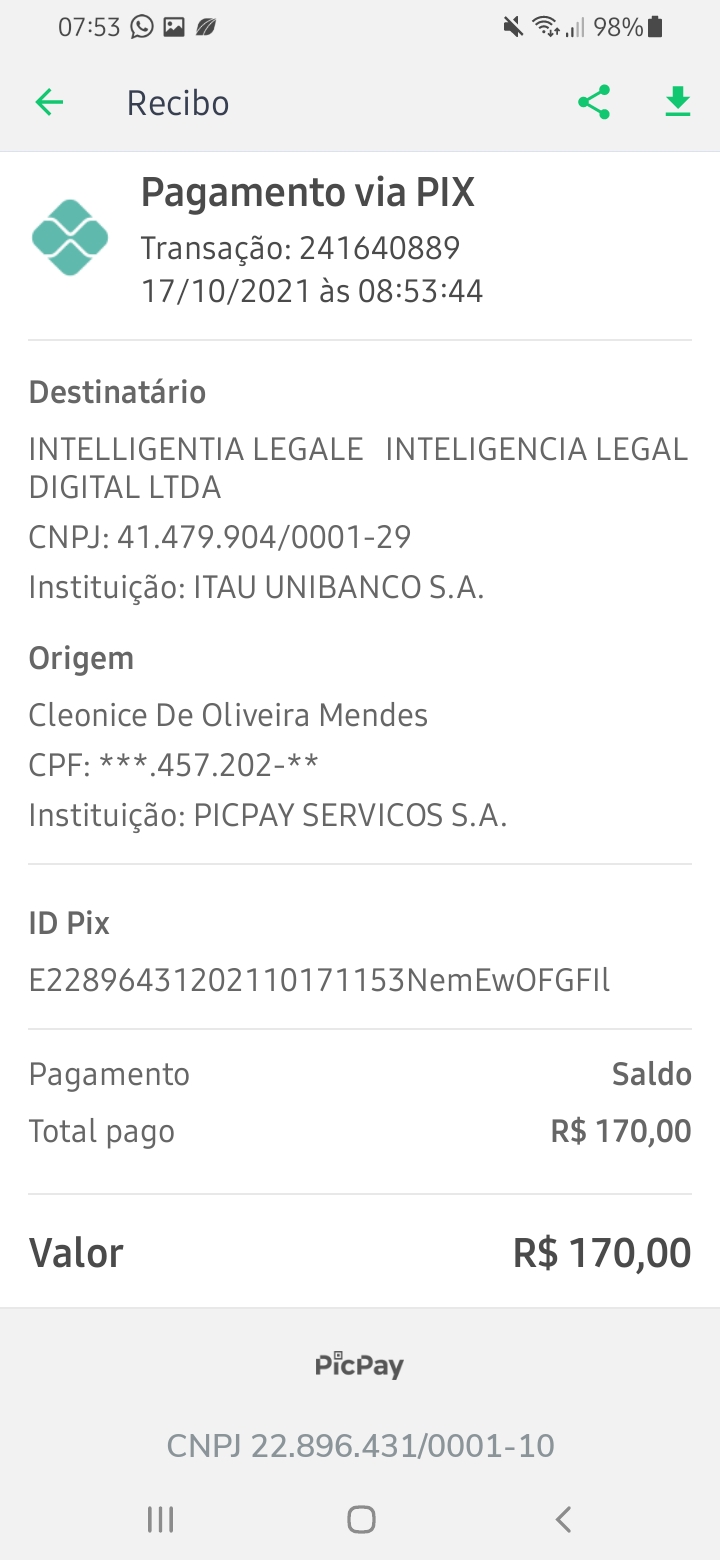 07:53 98%
Recibo
Pagamento via PIX
Transação: 241640889
17/10/2021 às 08:53:44
Destinatário
INTELLIGENTIA LEGALE INTELIGENCIA LEGAL
DIGITAL LTDA
CNPJ: 41.479.904/0001-29
Instituição: ITAU UNIBANCO S.A.
Origem
Cleonice De Oliveira Mendes
CPF: ***.457.202-**
Instituição: PICPAY SERVICOS S.A.
ID Pix
E22896431202110171153NemEwOFGFIl
Pagamento Saldo
Total pago R$ 170,00
Valor R$ 170,00
PicPay
CNPJ 22.896.431/0001-10